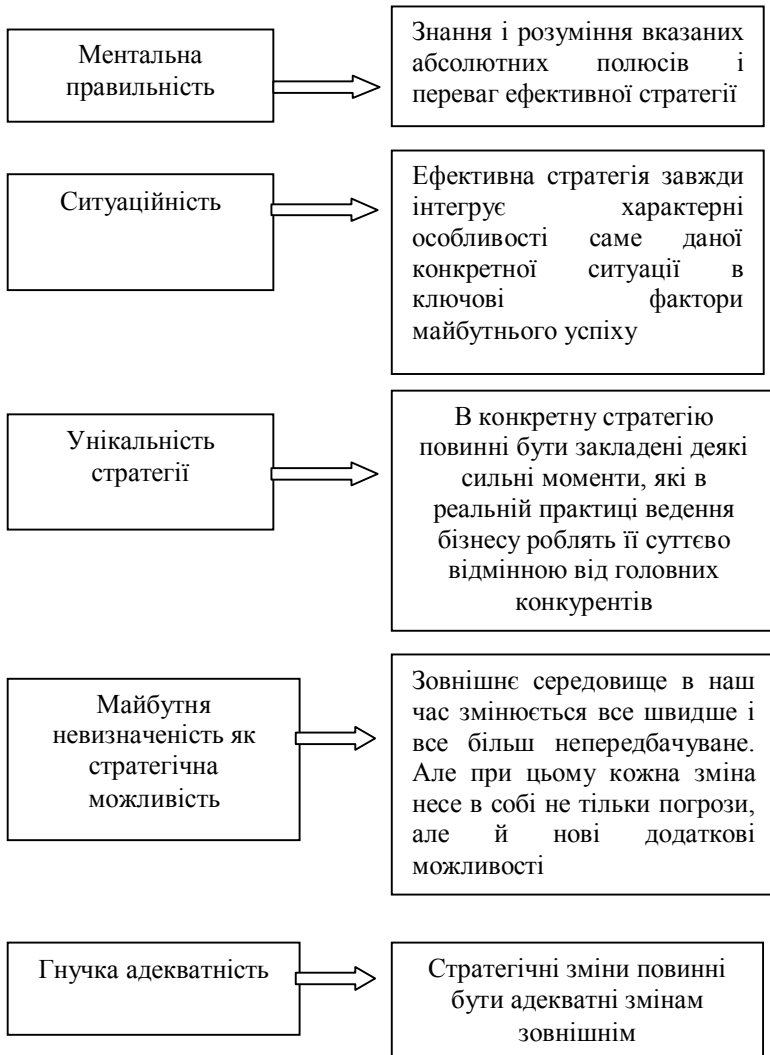 Ментальна
правильність
Знання і розуміння вказаних
абсолютних полюсів і
переваг ефективної стратегії
Ситуаційність
Ефективна стратегія завжди
інтегрує характерні
особливості саме даної
конкретної ситуації в
ключові фактори
майбутнього успіху
Унікальність
стратегії
В конкретну стратегію
повинні бути закладені деякі
сильні моменти, які в
реальній практиці ведення
бізнесу роблять її суттєво
відмінною від головних
конкурентів
Майбутня
невизначеність як
стратегічна
можливість
Зовнішнє середовище в наш
час змінюється все швидше і
все більш непередбачуване.
Але при цьому кожна зміна
несе в собі не тільки погрози,
але й нові додаткові
можливості
Гнучка адекватність
Стратегічні зміни повинні
бути адекватні змінам
зовнішнім